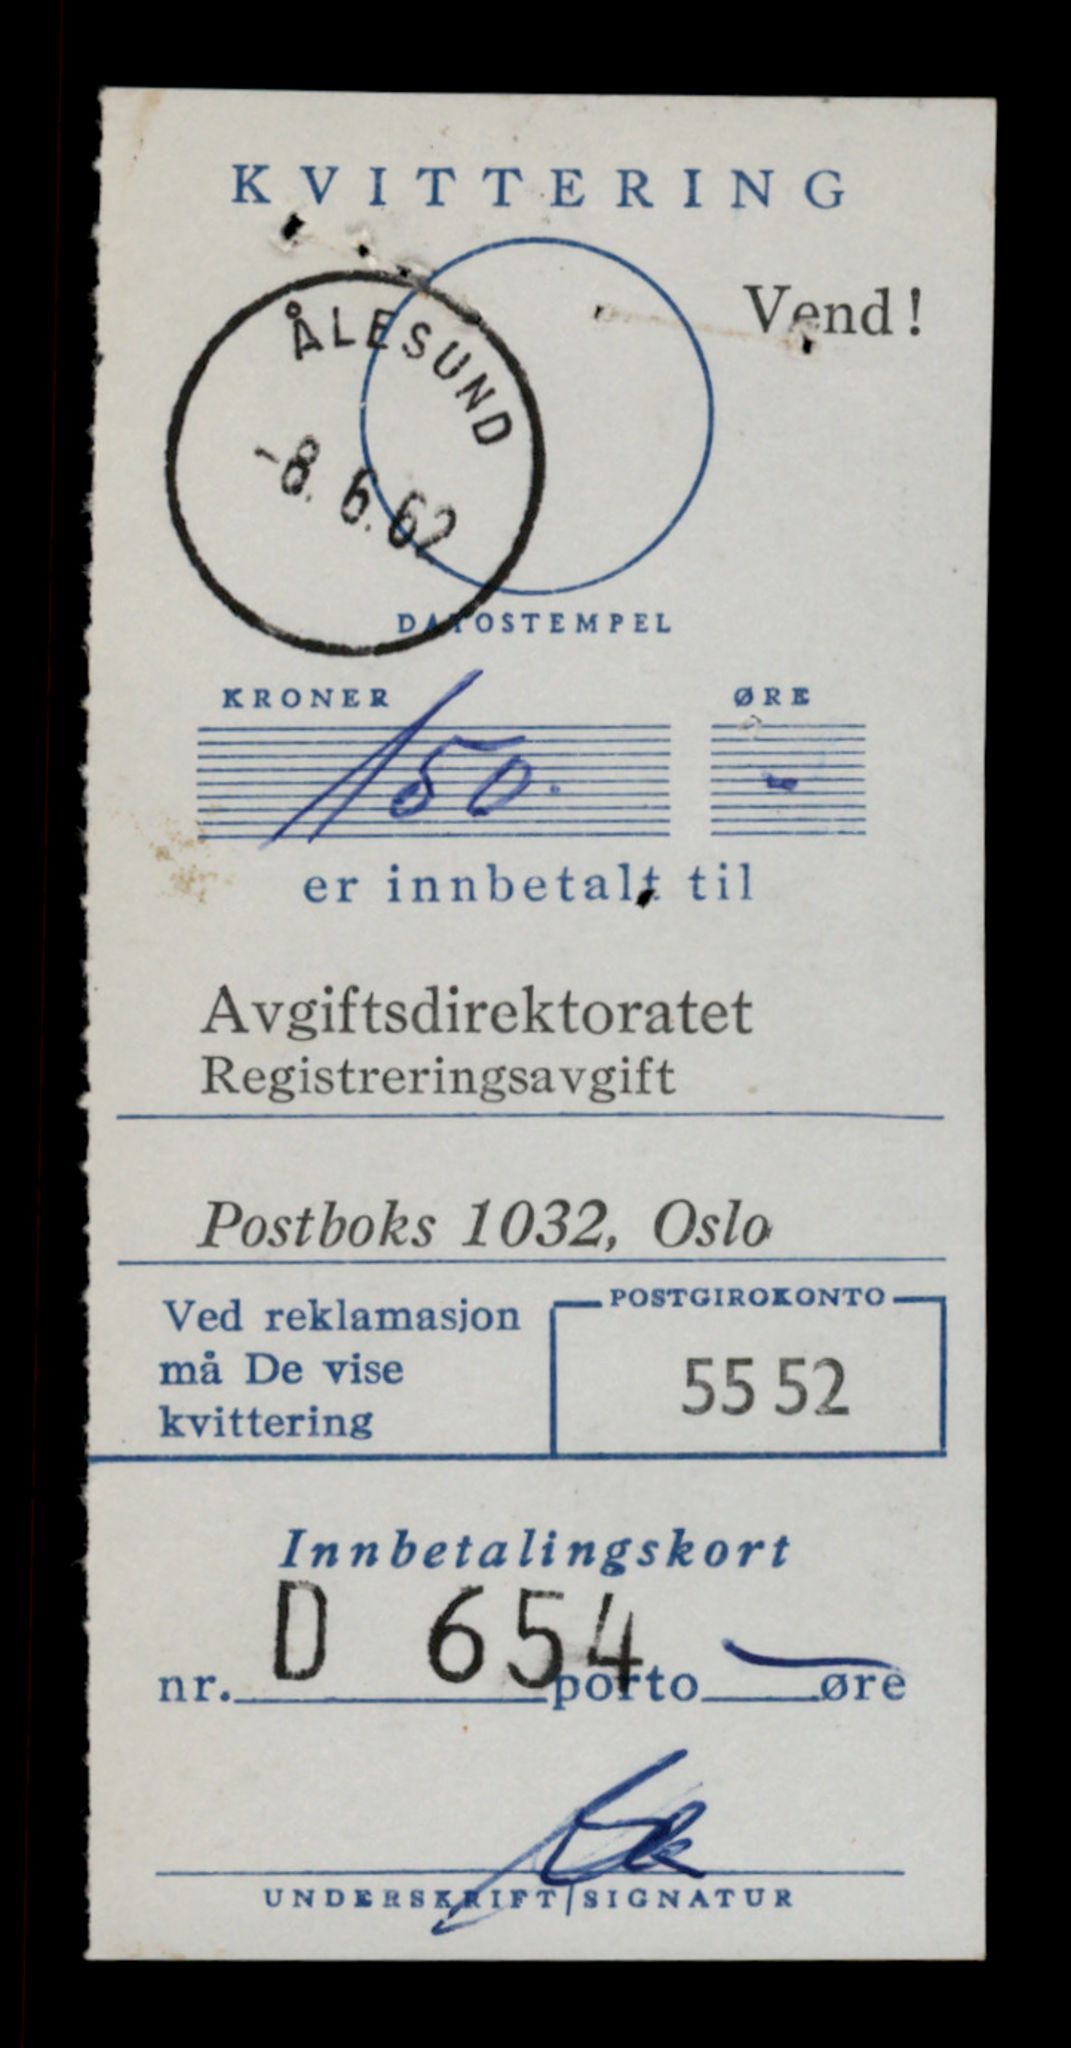 KVITTERING
Vend!
ÅLESUND
-8. 6. 62
DATOSTEMPEL
KRONER ØRE
150. -
er innbetalt til
Avgiftsdirektoratet
Registreringsavgift
Postboks 1032, Oslo
Ved reklamasjon
må De vise
kvittering
POSTGIROKONTO
55 52
Innbetalingskort
nr. D 654 porto — øre
UNDERSKRIFT/SIGNATUR